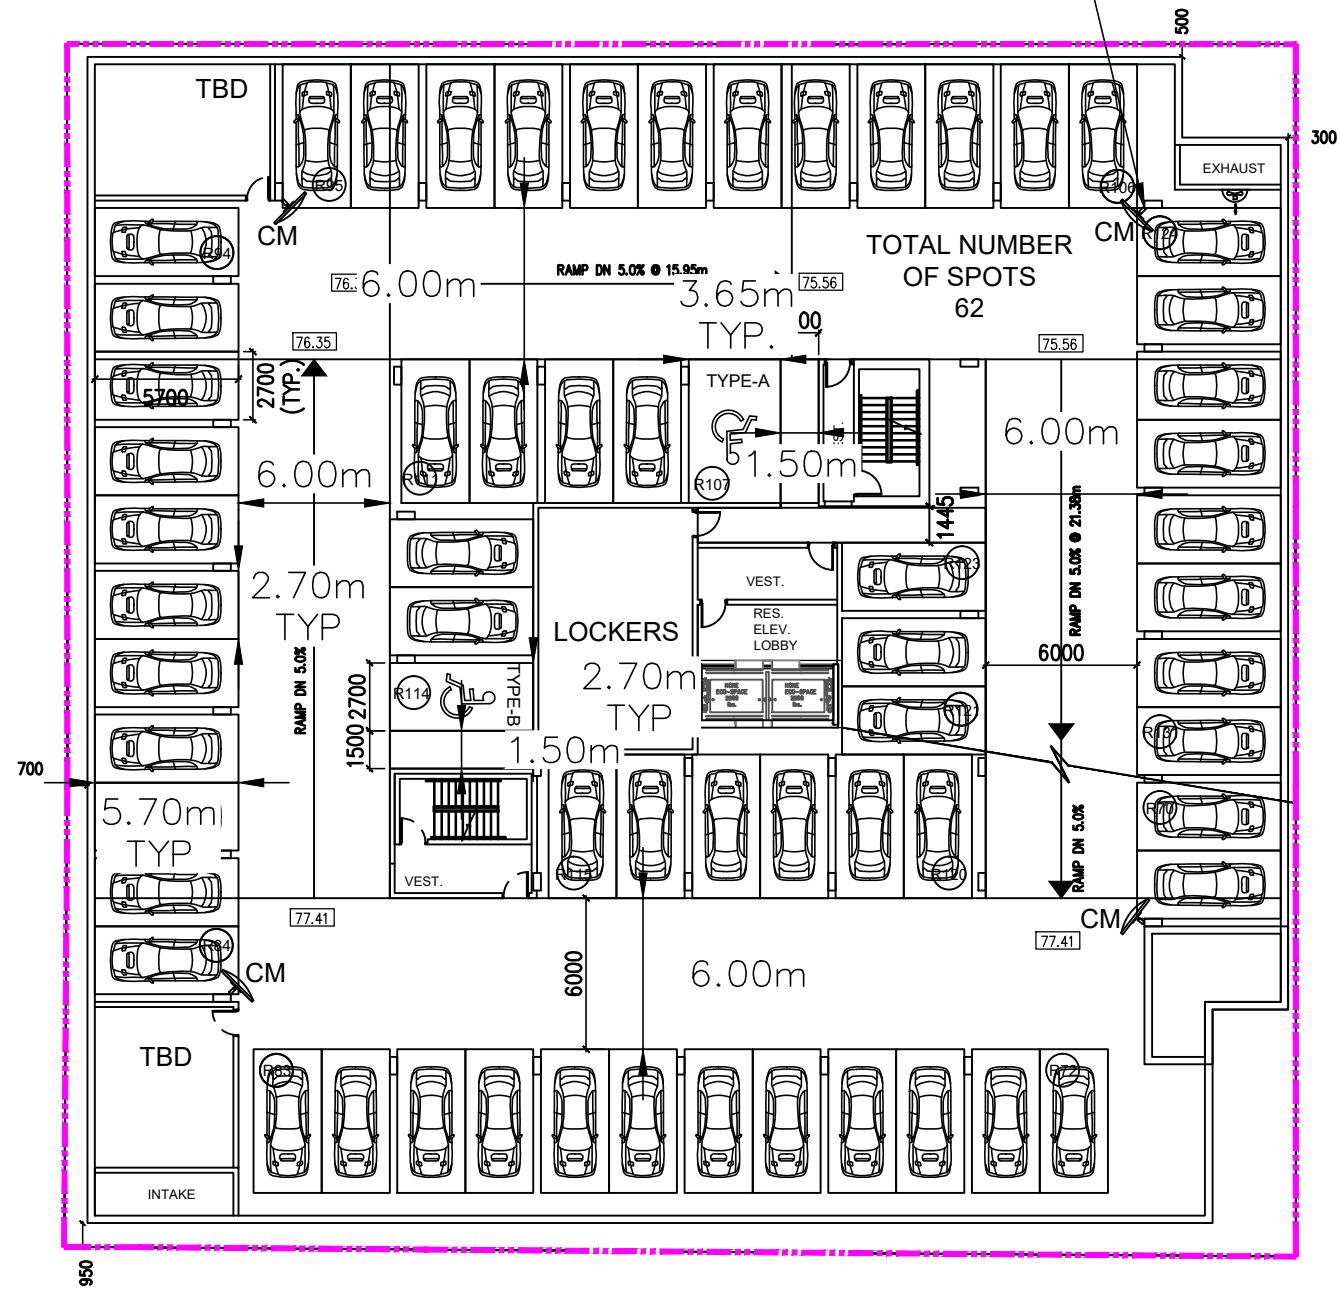 500
300
TBD
EXHAUST
R95
R106
CM
CM
R124
R94
TOTAL NUMBER
OF SPOTS
62
RAMP DN 5.0% @ 15.95m
6.00m
75.56
3.65m
TYP.
00
76.35
75.56
2700
(TYP.)
5700
TYPE-A
6.00m
6.00m
1.50m
R107
1445
RAMP DN 5.0% @ 21.38m
2.70m
TYP
VEST.
R123
RES.
ELEV.
LOBBY
LOCKERS
RAMP DN 5.0%
6000
2.70m
TYP
R114
TYPE-B
2700
1500
1.50m
R121
700
5.70m
TYP
R70
RAMP DN 5.0%
VEST.
R115
R120
77.41
CM
77.41
R84
CM
6000
6.00m
TBD
R83
R72
INTAKE
950